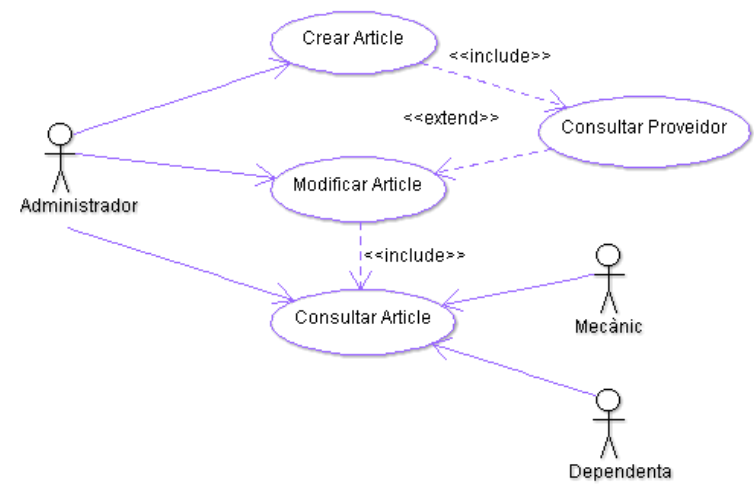 Crear Article
<<include>>
<<extend>>
Consultar Proveidor
Modificar Article
Administrador
<<include>>
Consultar Article
Mecànic
Dependenta